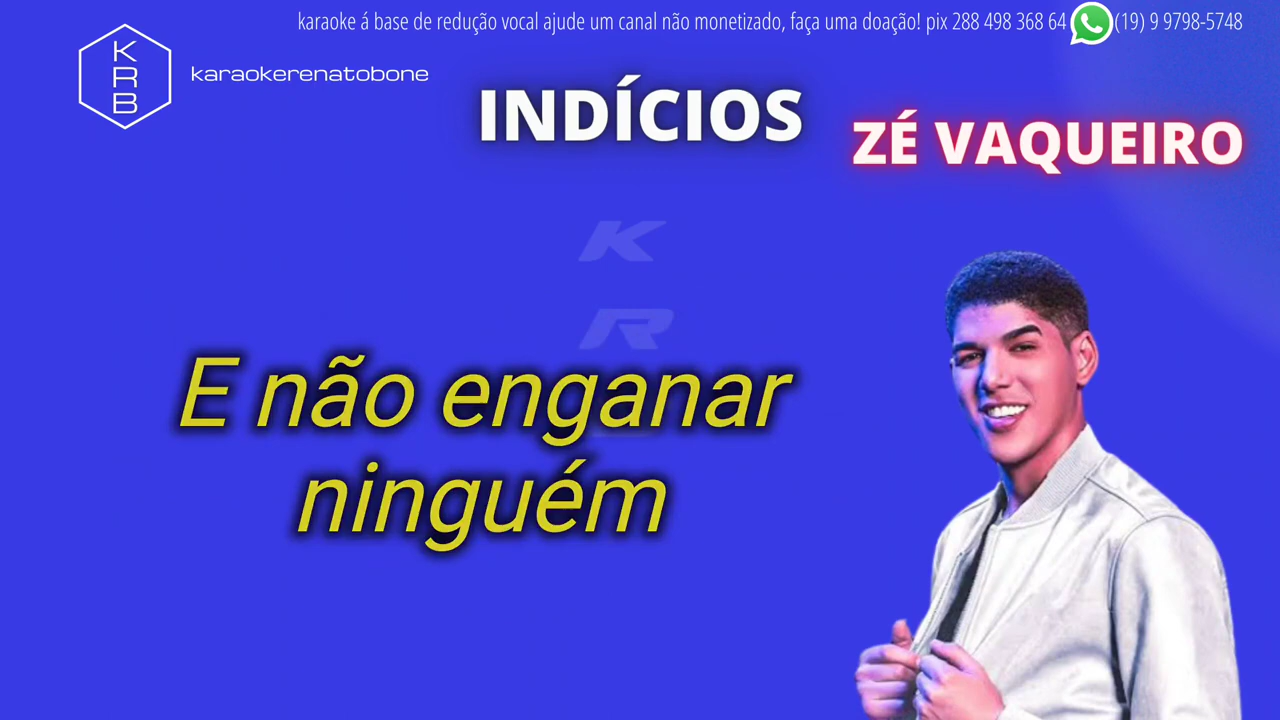 karaoke á base de redução vocal ajude um canal não monetizado, faça uma doação! pix 288 498 368 64 (19) 9 9798-5748
K
R
B
karaokerenatobone
INDÍCIOS
ZÉ VAQUEIRO
K
R
E não enganar
ninguém